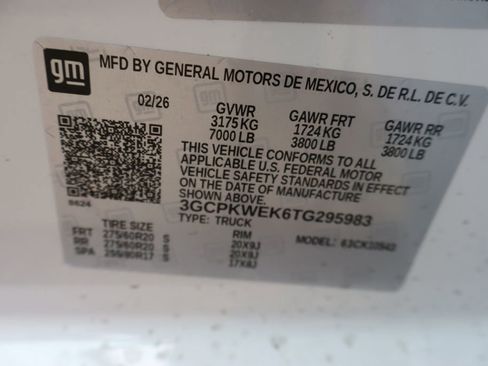 gm
MFD BY GENERAL MOTORS DE MEXICO, S. DE R.L. DE C.V.
02/26 GVWR GAWR FRT GAWR RR
3175 KG 1724 KG 1724 KG
7000 LB 3800 LB 3800 LB
THIS VEHICLE CONFORMS TO ALL
APPLICABLE U.S. FEDERAL MOTOR
VEHICLE SAFETY STANDARDS IN EFFECT
ON THE DATE OF MANUFACTURE
3GCPKWEK6TG295983
TYPE: TRUCK
TIRE SIZE RIM MODEL:
FRT 275/60R20 S 20X9J
RR 275/60R20 S 20X9J
SPA S 17X8J